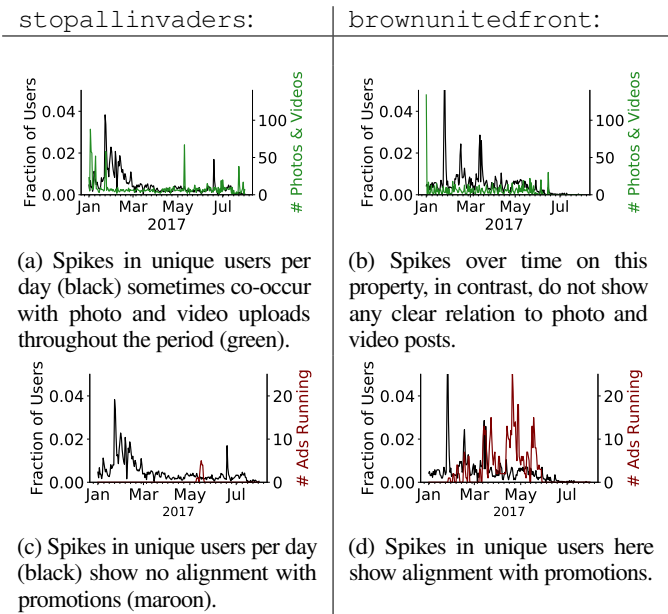 stopallinvaders:
brownunitedfront:
Fraction of Users
0.04
0.02
0.00
100
50
0
# Photos & Videos
Jan Mar May Jul
2017
Fraction of Users
0.04
0.02
0.00
100
50
0
# Photos & Videos
Jan Mar May Jul
2017
(a) Spikes in unique users per
day (black) sometimes co-occur
with photo and video uploads
throughout the period (green).
(b) Spikes over time on this
property, in contrast, do not show
any clear relation to photo and
video posts.
Fraction of Users
0.04
0.02
0.00
20
10
0
# Ads Running
Jan Mar May Jul
2017
Fraction of Users
0.04
0.02
0.00
20
10
0
# Ads Running
Jan Mar May Jul
2017
(c) Spikes in unique users per day
(black) show no alignment with
promotions (maroon).
(d) Spikes in unique users here
show alignment with promotions.